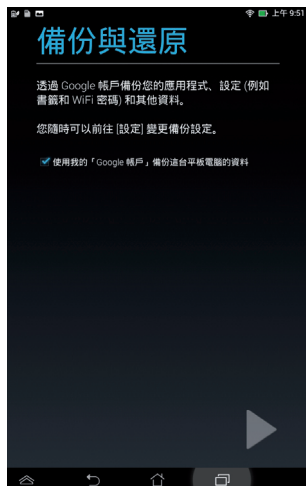 上午 9:51
備份與還原
透過 Google 帳戶備份您的應用程式、設定 (例如
書籤和 WiFi 密碼) 和其他資料。
您隨時可以前往 [設定] 變更備份設定。
使用我的「Google 帳戶」備份這台平板電腦的資料